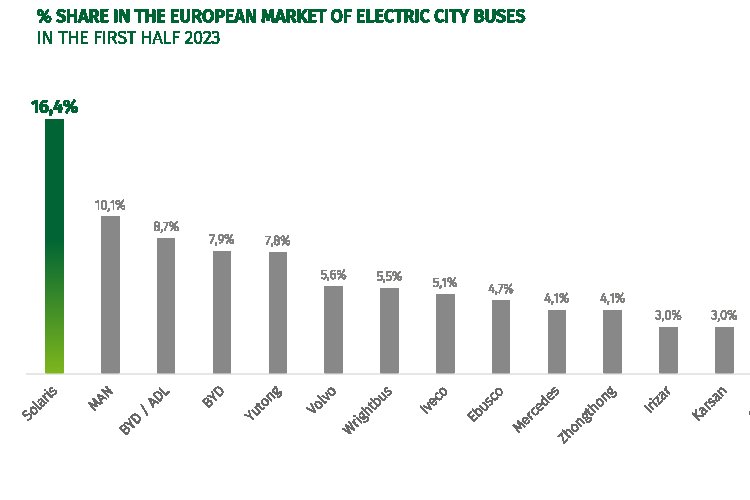 % SHARE IN THE EUROPEAN MARKET OF ELECTRIC CITY BUSES
IN THE FIRST HALF 2023
16,4%
10,1%
8,7%
7,9%
7,8%
5,6%
5,5%
5,1%
4,7%
4,1%
4,1%
3,0%
3,0%
Solaris
MAN
BYD / ADL
BYD
Yutong
Volvo
Wrightbus
Iveco
Ebusco
Mercedes
Zhongthong
Irizar
Karsan